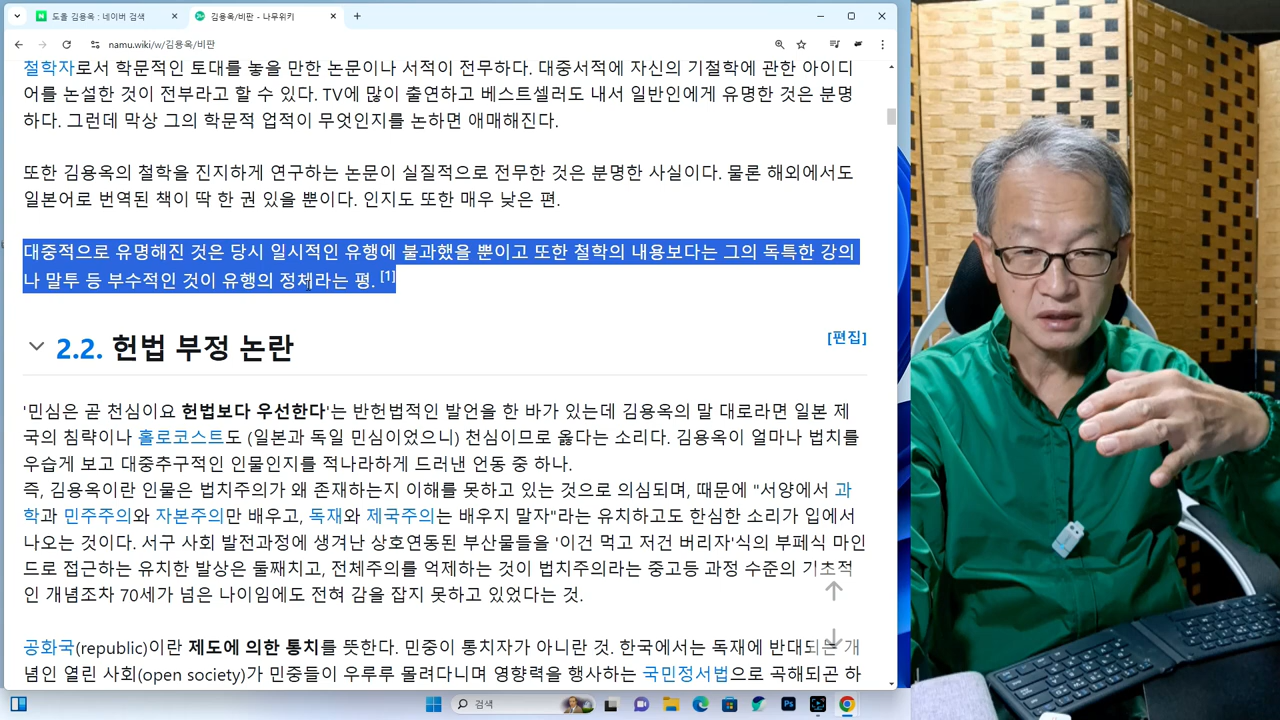 도올 김용옥 : 네이버 검색
김용옥/비판 - 나무위키
namu.wiki/w/김용옥/비판
철학자로서 학문적인 토대를 놓을 만한 논문이나 서적이 전무하다. 대중서적에 자신의 기철학에 관한 아이디
어를 논설한 것이 전부라고 할 수 있다. TV에 많이 출연하고 베스트셀러도 내서 일반인에게 유명한 것은 분명
하다. 그런데 막상 그의 학문적 업적이 무엇인지를 논하면 애매해진다.
또한 김용옥의 철학을 진지하게 연구하는 논문이 실질적으로 전무한 것은 분명한 사실이다. 물론 해외에서도
일본어로 번역된 책이 딱 한 권 있을 뿐이다. 인지도 또한 매우 낮은 편.
대중적으로 유명해진 것은 당시 일시적인 유행에 불과했을 뿐이고 또한 철학의 내용보다는 그의 독특한 강의
나 말투 등 부수적인 것이 유행의 정체라는 평. [1]
2.2. 헌법 부정 논란
[편집]
'민심은 곧 천심이요 헌법보다 우선한다'는 반헌법적인 발언을 한 바가 있는데 김용옥의 말 대로라면 일본 제
국의 침략이나 홀로코스트도 (일본과 독일 민심이었으니) 천심이므로 옳다는 소리다. 김용옥이 얼마나 법치를
우습게 보고 대중추구적인 인물인지를 적나라하게 드러낸 언동 중 하나.
즉, 김용옥이란 인물은 법치주의가 왜 존재하는지 이해를 못하고 있는 것으로 의심되며, 때문에 "서양에서 과
학과 민주주의와 자본주의만 배우고, 독재와 제국주의는 배우지 말자"라는 유치하고도 한심한 소리가 입에서
나오는 것이다. 서구 사회 발전과정에 생겨난 상호연동된 부산물들을 '이건 먹고 저건 버리자'식의 부페식 마인
드로 접근하는 유치한 발상은 둘째치고, 전체주의를 억제하는 것이 법치주의라는 중고등 과정 수준의 기초적
인 개념조차 70세가 넘은 나이임에도 전혀 감을 잡지 못하고 있었다는 것.
공화국(republic)이란 제도에 의한 통치를 뜻한다. 민중이 통치자가 아니란 것. 한국에서는 독재에 반대되는 개
념인 열린 사회(open society)가 민중들이 우루루 몰려다니며 영향력을 행사하는 국민정서법으로 곡해되곤 하
검색
Ps